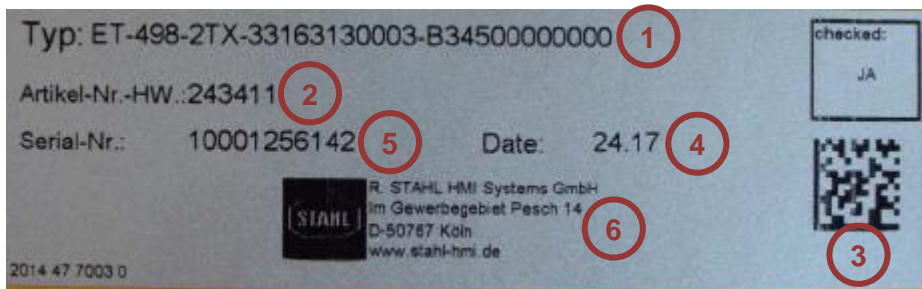 Typ: ET-498-2TX-33163130003-B34500000000 1
checked:
JA
Artikel-Nr.-HW.:243411 2
Serial-Nr.: 10001256142 5 Date: 24.17 4
STAHL
R. STAHL HMI Systems GmbH
Im Gewerbegebiet Pesch 14
D-50767 Köln
www.stahl-hmi.de
6
3
2014 47 7003 0